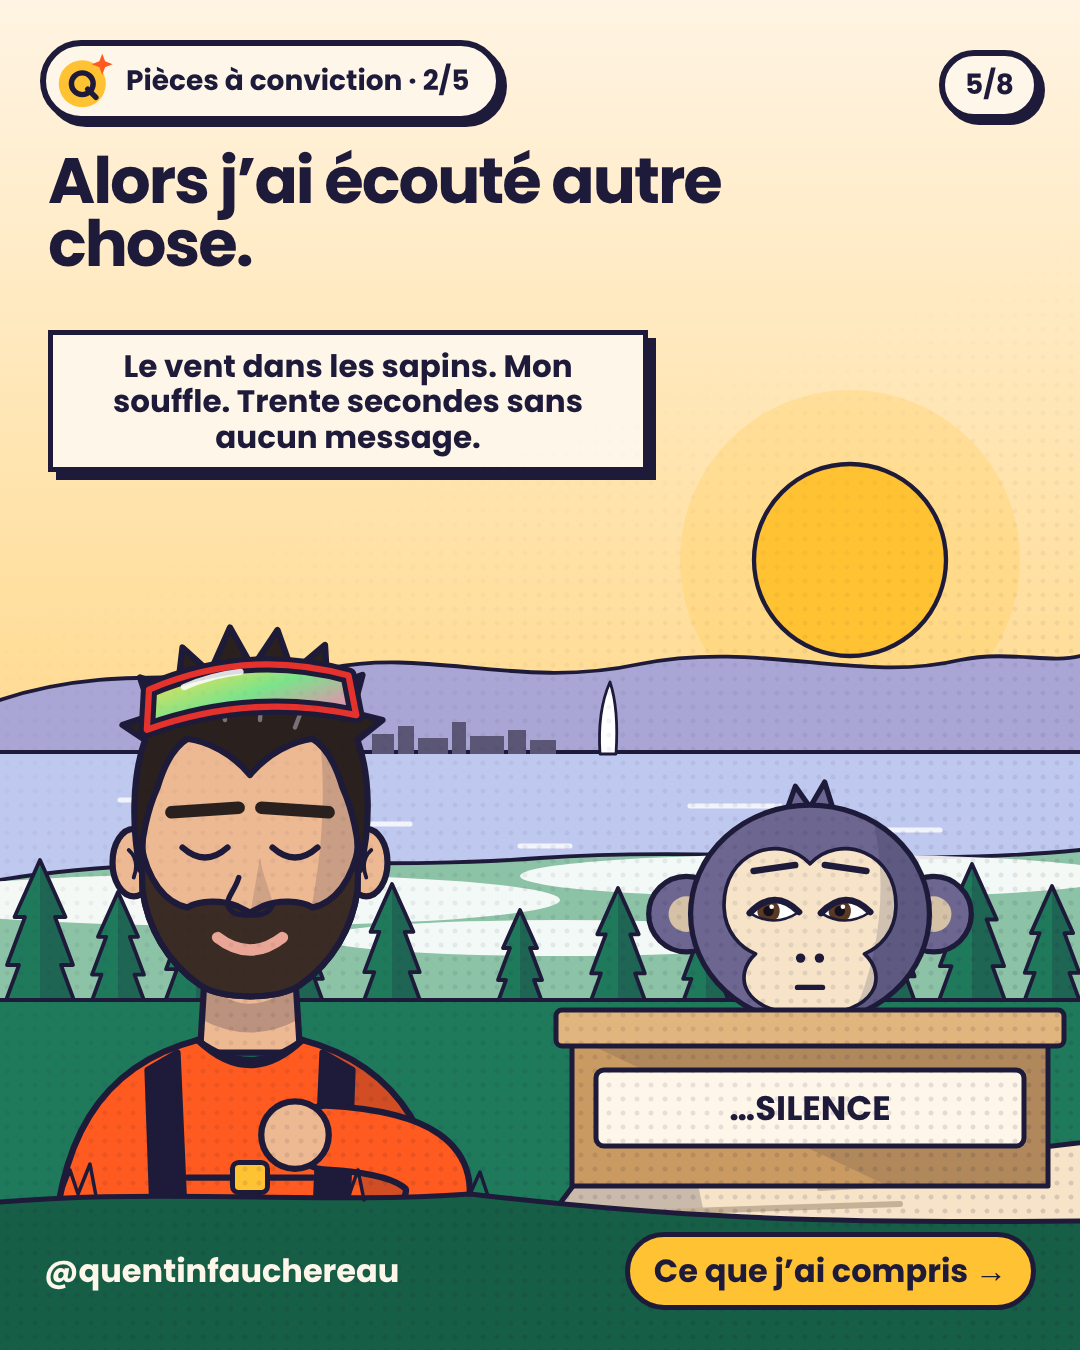 Q
Pièces à conviction · 2/5
5/8
Alors j’ai écouté autre
chose.
Le vent dans les sapins. Mon
souffle. Trente secondes sans
aucun message.
...SILENCE
@quentinfauchereau
Ce que j’ai compris →